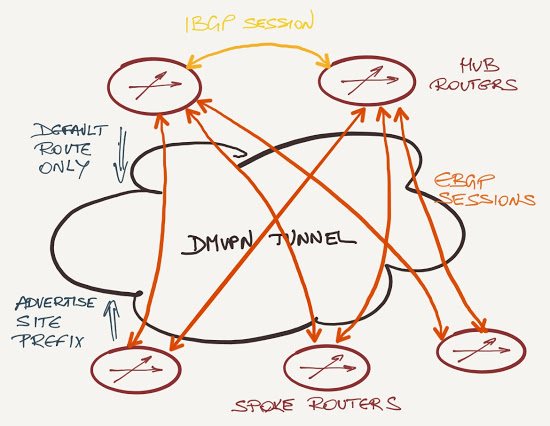 IBGP SESSION
HUB
ROUTERS
DEFAULT
ROUTE
ONLY
EBGP
SESSIONS
DMVPN TUNNEL
ADVERTISE
SITE
PREFIX
SPOKE ROUTERS